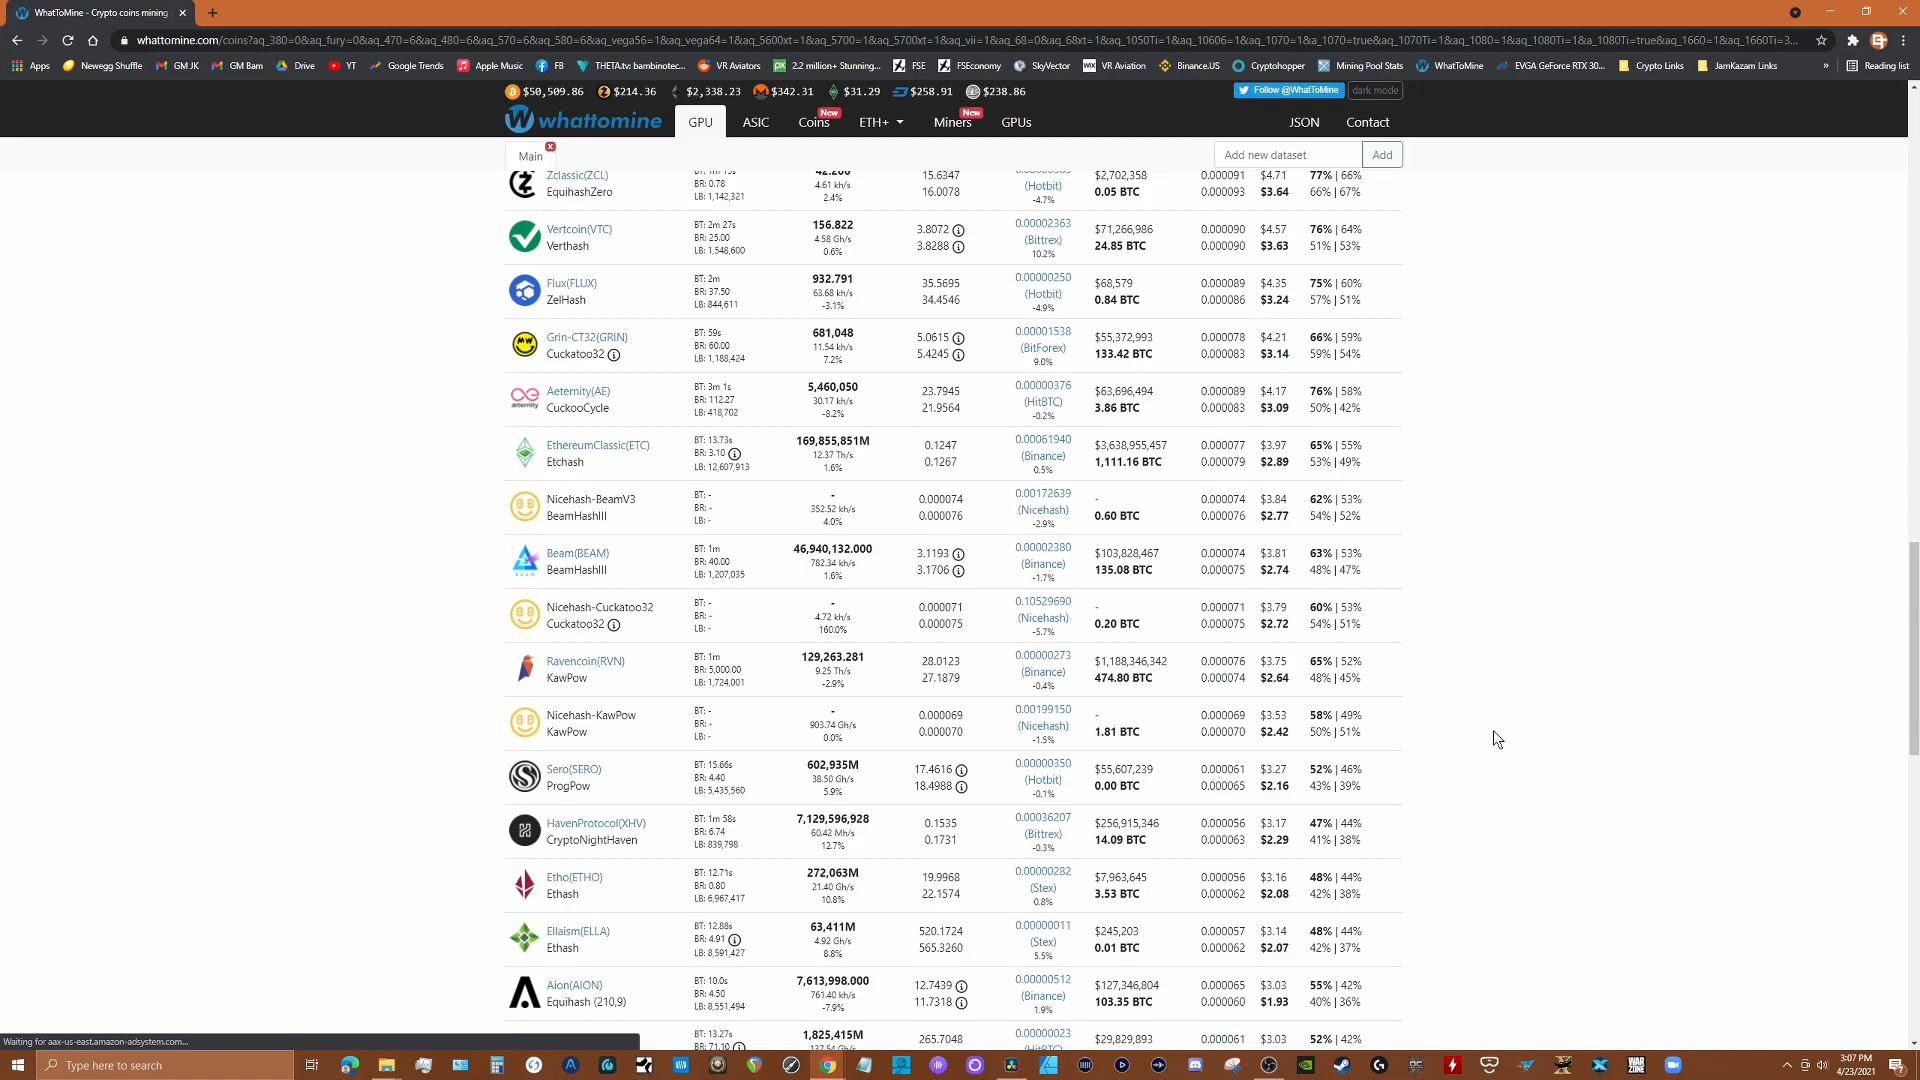 WhatToMine - Crypto coins mining
whattomine.com/coins?aq_380=0&aq_fury=0&aq_470=6&aq_480=6&aq_570=6&aq_580=6&aq_vega56=1&aq_vega64=1&aq_5600xt=1&aq_5700=1&aq_5700xt=1&aq_vii=1&aq_68=0&aq_68xt=1&aq_1050Ti=1&aq_10606=1&aq_1070=1&a_1070=true&aq_1070Ti=1&aq_1080=1&aq_1080Ti=1&a_1080Ti=true&aq_1660=1&aq_1660Ti=3...
Apps Newegg Shuffle GM JK GM Bam Drive YT Google Trends Apple Music FB THETA.tv: bambinotec... VR Aviators 2.2 million+ Stunning... FSE FSEconomy SkyVector VR Aviation Binance.US Cryptohopper Mining Pool Stats WhatToMine EVGA GeForce RTX 30... Crypto Links JamKazam Links » Reading list
$50,509.86 $214.36 $2,338.23 $342.31 $31.29 $258.91 $238.86 Follow @WhatToMine dark mode
whattomine GPU ASIC Coins New ETH+ Miners New GPUs JSON Contact
Main x Add new dataset Add
Zclassic(ZCL) 15.6347 $2,702,358 0.000091 $4.71 77% | 66%
EquihashZero BR: 0.78 4.61 kh/s 16.0078 (Hotbit) 0.05 BTC 0.000093 $3.64 66% | 67%
LB: 1,142,321 2.4% -4.7%
Vertcoin(VTC) BT: 2m 27s 156.822 3.8072 0.00002363 $71,266,986 0.000090 $4.57 76% | 64%
Verthash BR: 25.00 4.58 Gh/s 3.8288 (Bittrex) 24.85 BTC 0.000090 $3.63 51% | 53%
LB: 1,548,600 0.6% 10.2%
Flux(FLUX) BT: 2m 932.791 35.5695 0.00000250 $68,579 0.000089 $4.35 75% | 60%
ZelHash BR: 37.50 63.68 kh/s 34.4546 (Hotbit) 0.84 BTC 0.000086 $3.24 57% | 51%
LB: 844,611 -3.1% -4.9%
Grin-CT32(GRIN) BT: 59s 681,048 5.0615 0.00001538 $55,372,993 0.000078 $4.21 66% | 59%
Cuckatoo32 BR: 60.00 11.54 kh/s 5.4245 (BitForex) 133.42 BTC 0.000083 $3.14 59% | 54%
LB: 1,188,424 7.2% 9.0%
Aeternity(AE) BT: 3m 1s 5,460,050 23.7945 0.00000376 $63,696,494 0.000089 $4.17 76% | 58%
æternity CuckooCycle BR: 112.27 30.17 kh/s 21.9564 (HitBTC) 3.86 BTC 0.000083 $3.09 50% | 42%
LB: 418,702 -8.2% -0.2%
EthereumClassic(ETC) BT: 13.73s 169,855,851M 0.1247 0.00061940 $3,638,955,457 0.000077 $3.97 65% | 55%
Etchash BR: 3.10 12.37 Th/s 0.1267 (Binance) 1,111.16 BTC 0.000079 $2.89 53% | 49%
LB: 12,607,913 1.6% 0.5%
Nicehash-BeamV3 BT: - - 0.000074 0.00172639 - 0.000074 $3.84 62% | 53%
BeamHashIII BR: - 352.52 kh/s 0.000076 (Nicehash) 0.60 BTC 0.000076 $2.77 54% | 52%
LB: - 4.0% -2.9%
Beam(BEAM) BT: 1m 46,940,132.000 3.1193 0.00002380 $103,828,467 0.000074 $3.81 63% | 53%
BEAM BeamHashIII BR: 40.00 782.34 kh/s 3.1706 (Binance) 135.08 BTC 0.000075 $2.74 48% | 47%
LB: 1,207,035 1.6% -1.7%
Nicehash-Cuckatoo32 BT: - - 0.000071 0.10529690 - 0.000071 $3.79 60% | 53%
Cuckatoo32 BR: - 4.72 kh/s 0.000075 (Nicehash) 0.20 BTC 0.000075 $2.72 54% | 51%
LB: - 160.0% -5.7%
Ravencoin(RVN) BT: 1m 129,263.281 28.0123 0.00000273 $1,188,346,342 0.000076 $3.75 65% | 52%
KawPow BR: 5,000.00 9.25 Th/s 27.1879 (Binance) 474.80 BTC 0.000074 $2.64 48% | 45%
LB: 1,724,001 -2.9% -0.4%
Nicehash-KawPow BT: - - 0.000069 0.00199150 - 0.000069 $3.53 58% | 49%
KawPow BR: - 903.74 Gh/s 0.000070 (Nicehash) 1.81 BTC 0.000070 $2.42 50% | 51%
LB: - 0.0% -1.5%
Sero(SERO) BT: 15.66s 602,935M 17.4616 0.00000350 $55,607,239 0.000061 $3.27 52% | 46%
ProgPow BR: 4.40 38.50 Gh/s 18.4988 (Hotbit) 0.00 BTC 0.000065 $2.16 43% | 39%
LB: 5,435,560 5.9% -0.1%
HavenProtocol(XHV) BT: 1m 58s 7,129,596,928 0.1535 0.00036207 $256,915,346 0.000056 $3.17 47% | 44%
CryptoNightHaven BR: 6.74 60.42 Mh/s 0.1731 (Bittrex) 14.09 BTC 0.000063 $2.29 41% | 38%
LB: 839,798 12.7% -0.3%
Etho(ETHO) BT: 12.71s 272,063M 19.9968 0.00000282 $7,963,645 0.000056 $3.16 48% | 44%
Ethash BR: 0.80 21.40 Gh/s 22.1574 (Stex) 3.53 BTC 0.000062 $2.08 42% | 38%
LB: 6,967,417 10.8% 0.8%
Ellaism(ELLA) BT: 12.88s 63,411M 520.1724 0.00000011 $245,203 0.000057 $3.14 48% | 44%
Ethash BR: 4.91 4.92 Gh/s 565.3260 (Stex) 0.01 BTC 0.000062 $2.07 42% | 37%
LB: 8,591,427 8.8% 5.5%
Aion(AION) BT: 10.0s 7,613,998.000 12.7439 0.00000512 $127,346,804 0.000065 $3.03 55% | 42%
Equihash (210,9) BR: 4.50 761.40 kh/s 11.7318 (Binance) 103.35 BTC 0.000060 $1.93 40% | 36%
LB: 8,551,494 -7.9% 1.9%
BT: 13.27s 1,825,415M 265.7048 0.00000023 $29,829,893 0.000065 $3.03 52% | 42%
BR: 71.10
Waiting for aax-us-east.amazon-adsystem.com...
Type here to search WAR ZONE 3:07 PM
4/23/2021